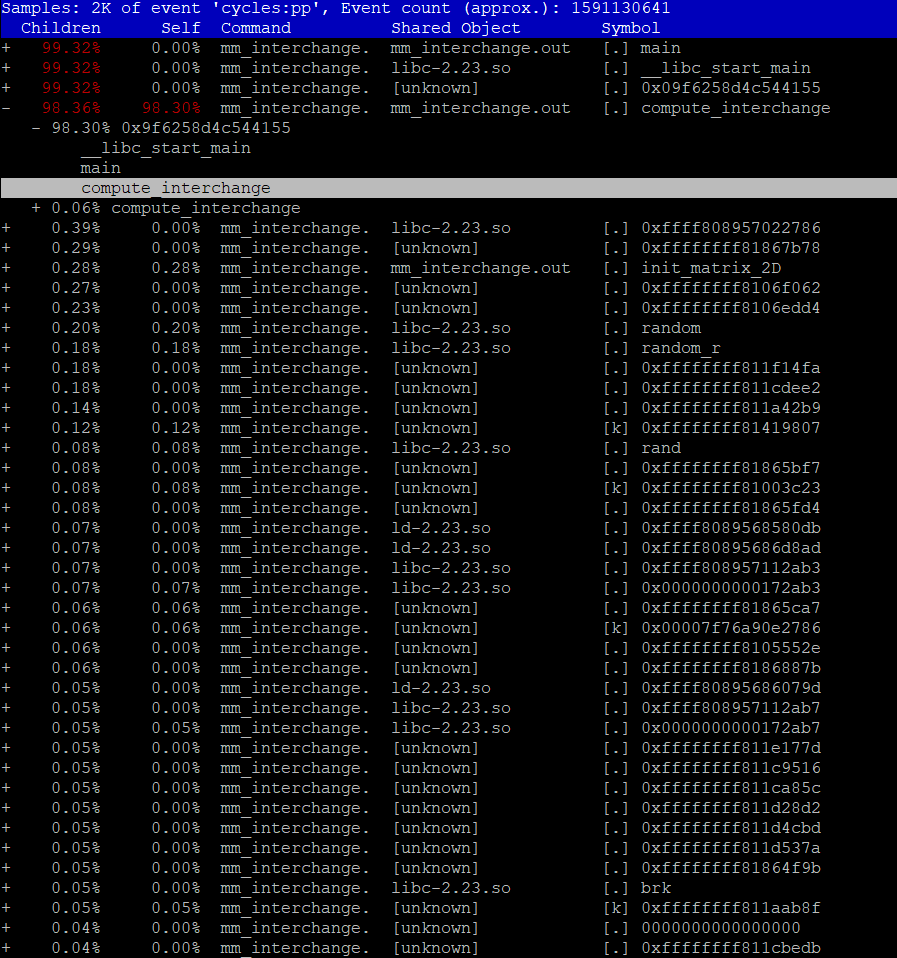 Samples: 2K of event 'cycles:pp', Event count (approx.): 1591130641
Children Self Command Shared Object Symbol
+ 99.32% 0.00% mm_interchange. mm_interchange.out [.] main
+ 99.32% 0.00% mm_interchange. libc-2.23.so [.] __libc_start_main
+ 99.32% 0.00% mm_interchange. [unknown] [.] 0x09f6258d4c544155
- 98.36% 98.30% mm_interchange. mm_interchange.out [.] compute_interchange
- 98.30% 0x9f6258d4c544155
__libc_start_main
main
compute_interchange
+ 0.06% compute_interchange
+ 0.39% 0.00% mm_interchange. libc-2.23.so [.] 0xffff808957022786
+ 0.29% 0.00% mm_interchange. [unknown] [.] 0xffffffff81867b78
+ 0.28% 0.28% mm_interchange. mm_interchange.out [.] init_matrix_2D
+ 0.27% 0.00% mm_interchange. [unknown] [.] 0xffffffff8106f062
+ 0.23% 0.00% mm_interchange. [unknown] [.] 0xffffffff8106edd4
+ 0.20% 0.20% mm_interchange. libc-2.23.so [.] random
+ 0.18% 0.18% mm_interchange. libc-2.23.so [.] random_r
+ 0.18% 0.00% mm_interchange. [unknown] [.] 0xffffffff811f14fa
+ 0.18% 0.00% mm_interchange. [unknown] [.] 0xffffffff811cdee2
+ 0.14% 0.00% mm_interchange. [unknown] [.] 0xffffffff811a42b9
+ 0.12% 0.12% mm_interchange. [unknown] [k] 0xffffffff81419807
+ 0.08% 0.08% mm_interchange. libc-2.23.so [.] rand
+ 0.08% 0.00% mm_interchange. [unknown] [.] 0xffffffff81865bf7
+ 0.08% 0.08% mm_interchange. [unknown] [k] 0xffffffff81003c23
+ 0.08% 0.00% mm_interchange. [unknown] [.] 0xffffffff81865fd4
+ 0.07% 0.00% mm_interchange. ld-2.23.so [.] 0xffff8089568580db
+ 0.07% 0.00% mm_interchange. ld-2.23.so [.] 0xffff80895686d8ad
+ 0.07% 0.00% mm_interchange. libc-2.23.so [.] 0xffff808957112ab3
+ 0.07% 0.07% mm_interchange. libc-2.23.so [.] 0x0000000000172ab3
+ 0.06% 0.06% mm_interchange. [unknown] [.] 0xffffffff81865ca7
+ 0.06% 0.06% mm_interchange. [unknown] [k] 0x00007f76a90e2786
+ 0.06% 0.00% mm_interchange. [unknown] [.] 0xffffffff8105552e
+ 0.06% 0.00% mm_interchange. [unknown] [.] 0xffffffff8186887b
+ 0.05% 0.00% mm_interchange. ld-2.23.so [.] 0xffff80895686079d
+ 0.05% 0.00% mm_interchange. libc-2.23.so [.] 0xffff808957112ab7
+ 0.05% 0.05% mm_interchange. libc-2.23.so [.] 0x0000000000172ab7
+ 0.05% 0.00% mm_interchange. [unknown] [.] 0xffffffff811e177d
+ 0.05% 0.00% mm_interchange. [unknown] [.] 0xffffffff811c9516
+ 0.05% 0.00% mm_interchange. [unknown] [.] 0xffffffff811ca85c
+ 0.05% 0.00% mm_interchange. [unknown] [.] 0xffffffff811d28d2
+ 0.05% 0.00% mm_interchange. [unknown] [.] 0xffffffff811d4cbd
+ 0.05% 0.00% mm_interchange. [unknown] [.] 0xffffffff811d537a
+ 0.05% 0.00% mm_interchange. [unknown] [.] 0xffffffff81864f9b
+ 0.05% 0.00% mm_interchange. libc-2.23.so [.] brk
+ 0.05% 0.05% mm_interchange. [unknown] [k] 0xffffffff811aab8f
+ 0.04% 0.00% mm_interchange. [unknown] [.] 0000000000000000
+ 0.04% 0.00% mm_interchange. [unknown] [.] 0xffffffff811cbedb